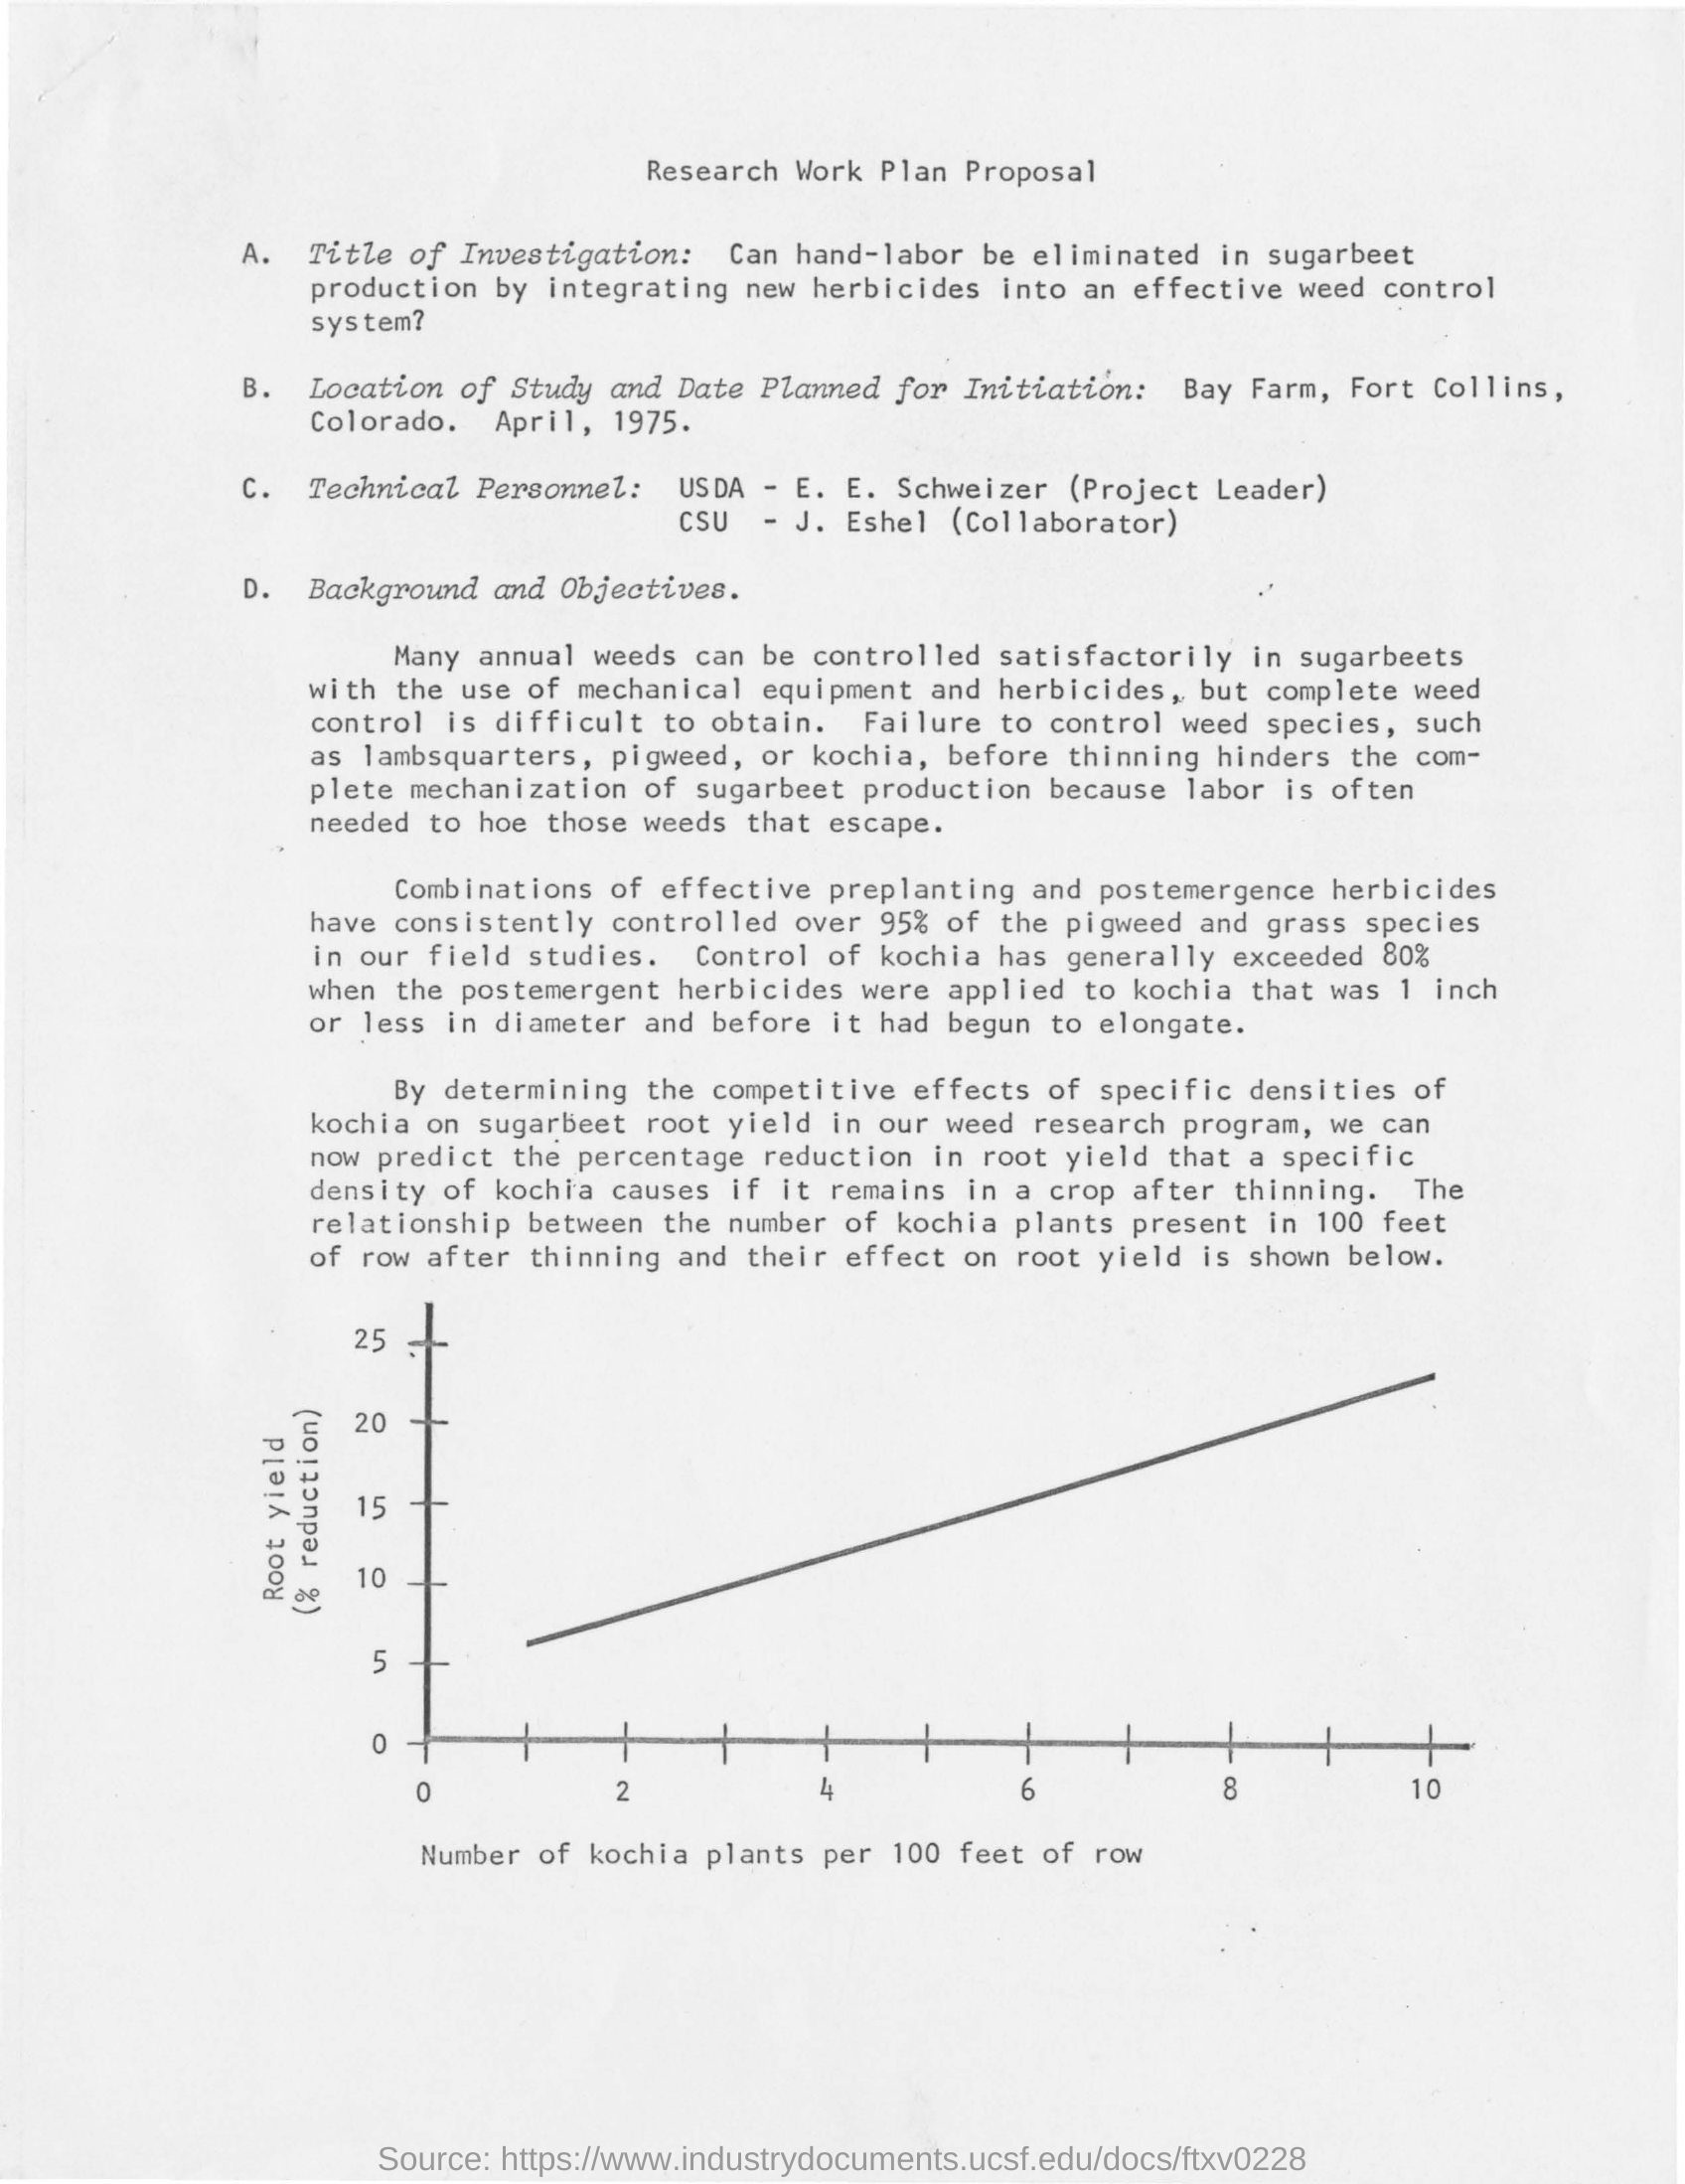 Research Work Plan Proposal
A. Title of Investigation: Can hand-labor be eliminated in sugarbeet
production by integrating new herbicides into an effective weed control
system?
B. Location of Study and Date Planned for Initiation: Bay Farm, Fort Collins,
Colorado. April, 1975.
C. Technical Personnel: USDA - E. E. Schweizer (Project Leader)
CSU - J. Eshel (Collaborator)
D. Background and Objectives.
Many annual weeds can be controlled satisfactorily in sugarbeets
with the use of mechanical equipment and herbicides, but complete weed
control is difficult to obtain. Failure to control weed species, such
as lambsquarters, pigweed, or kochia, before thinning hinders the com-
plete mechanization of sugarbeet production because labor is often
needed to hoe those weeds that escape.
Combinations of effective preplanting and postemergence herbicides
have consistently controlled over 95% of the pigweed and grass species
in our field studies. Control of kochia has generally exceeded 80%
when the postemergent herbicides were applied to kochia that was 1 inch
or less in diameter and before it had begun to elongate.
By determining the competitive effects of specific densities of
kochia on sugarbeet root yield in our weed research program, we can
now predict the percentage reduction in root yield that a specific
density of kochia causes if it remains in a crop after thinning. The
relationship between the number of kochia plants present in 100 feet
of row after thinning and their effect on root yield is shown below.
Root yield
(% reduction)
25
20
15
10
5
0
0 2 4 6 8 10
Number of kochia plants per 100 feet of row
Source: https://www.industrydocuments.ucsf.edu/docs/ftxv0228